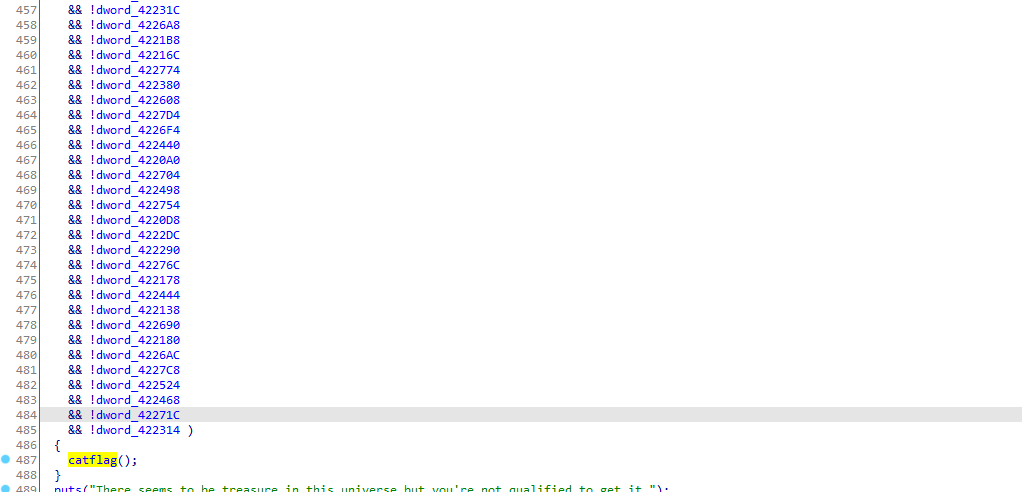 457 && !dword_42231C
458 && !dword_4226A8
459 && !dword_4221B8
460 && !dword_42216C
461 && !dword_422774
462 && !dword_422380
463 && !dword_422608
464 && !dword_4227D4
465 && !dword_4226F4
466 && !dword_422440
467 && !dword_4220A0
468 && !dword_422704
469 && !dword_422498
470 && !dword_422754
471 && !dword_4220D8
472 && !dword_4222DC
473 && !dword_422290
474 && !dword_42276C
475 && !dword_422178
476 && !dword_422444
477 && !dword_422138
478 && !dword_422690
479 && !dword_422180
480 && !dword_4226AC
481 && !dword_4227C8
482 && !dword_422524
483 && !dword_422468
484 && !dword_42271C
485 && !dword_422314 )
486 {
487 catflag();
488 }
489 puts("There seems to be treasure in this universe,but you're not qualified to get it.");